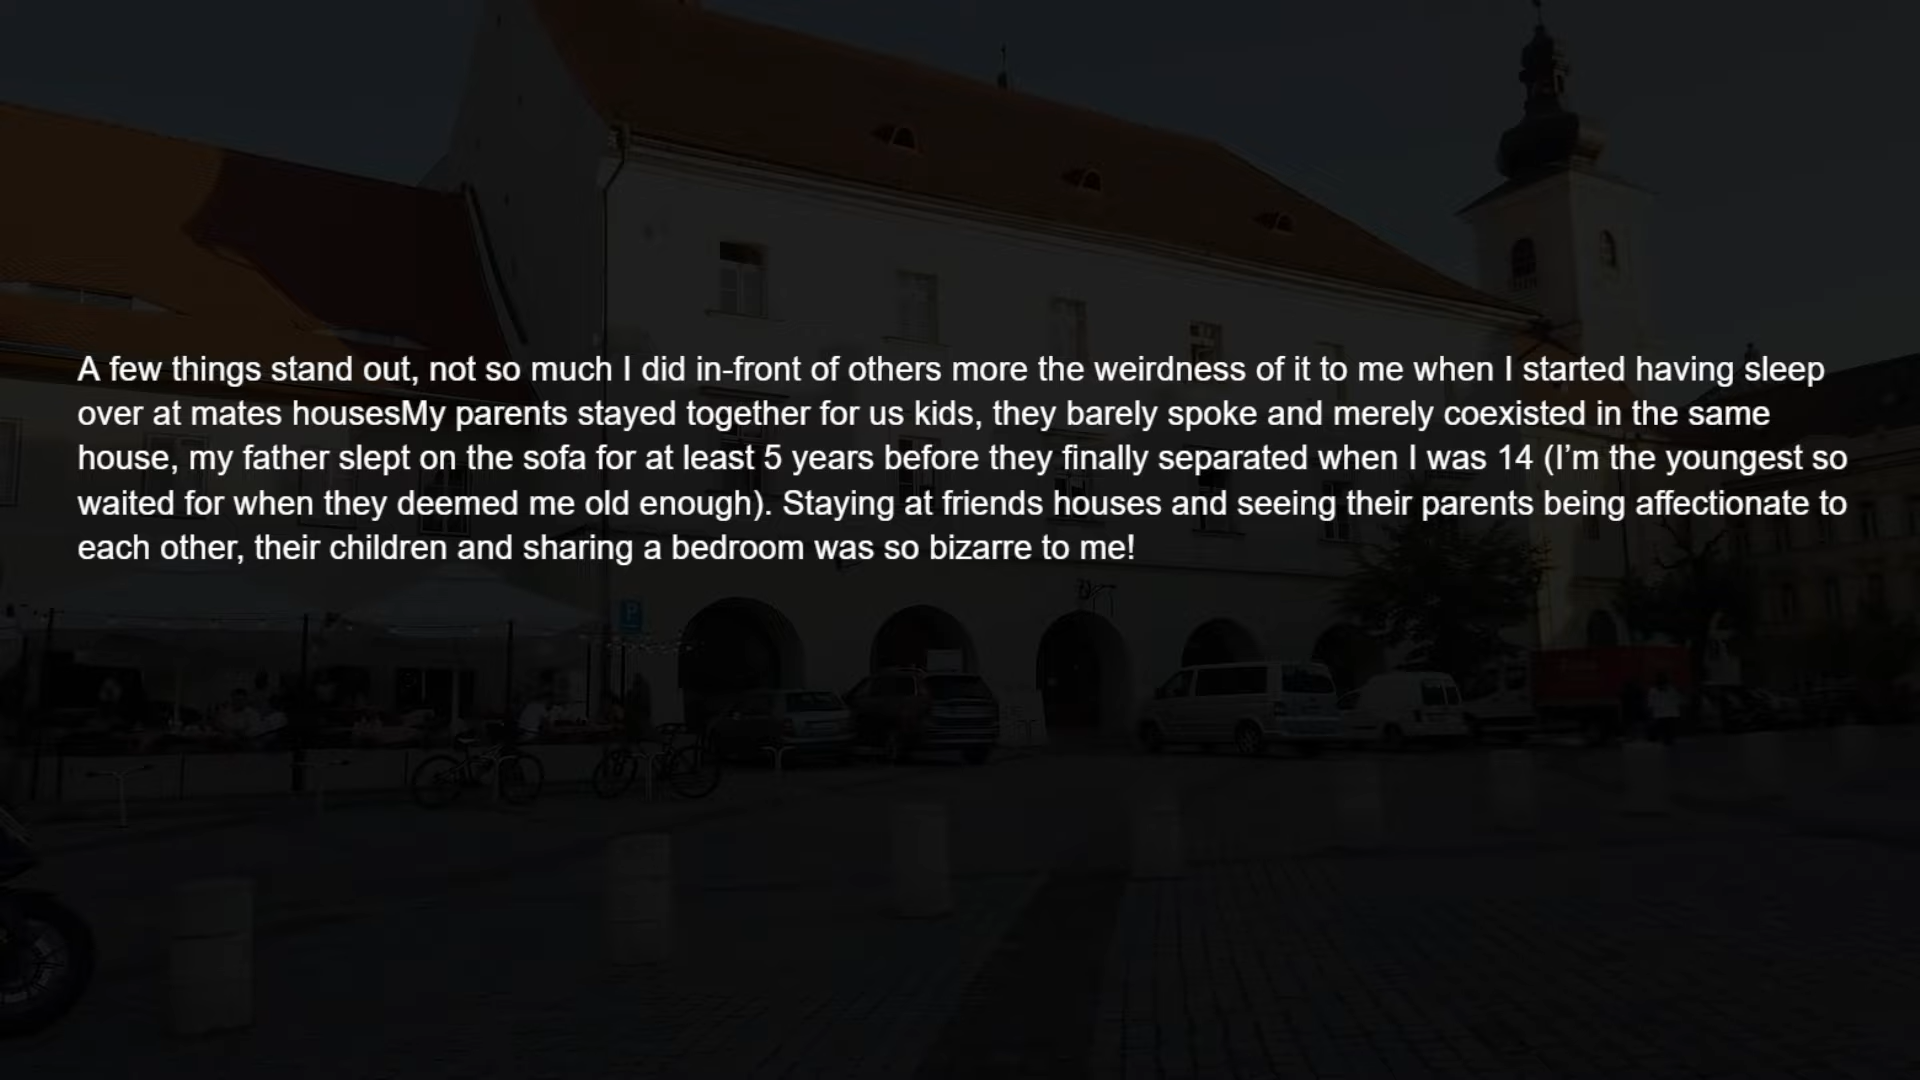 A few things stand out, not so much I did in-front of others more the weirdness of it to me when I started having sleep
over at mates housesMy parents stayed together for us kids, they barely spoke and merely coexisted in the same
house, my father slept on the sofa for at least 5 years before they finally separated when I was 14 (I’m the youngest so
waited for when they deemed me old enough). Staying at friends houses and seeing their parents being affectionate to
each other, their children and sharing a bedroom was so bizarre to me!
P